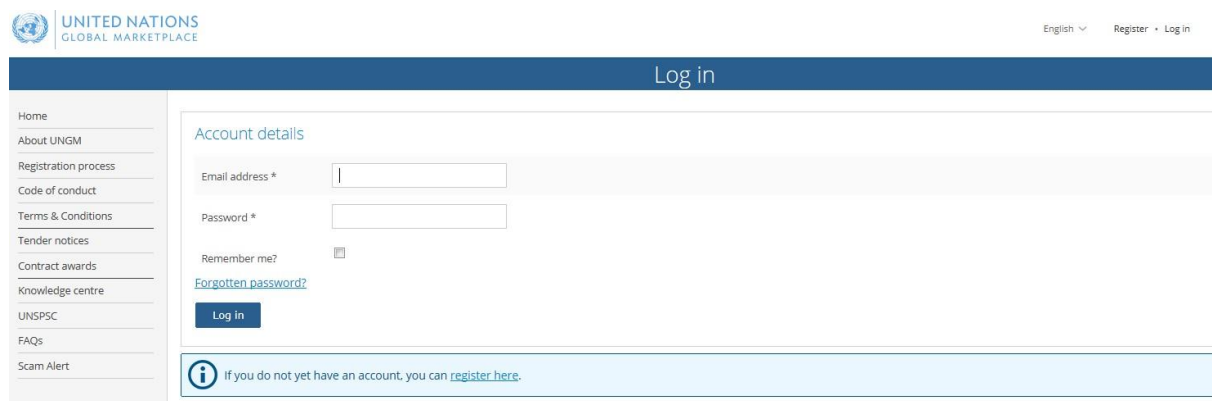 UNITED NATIONS
GLOBAL MARKETPLACE
English
Register • Log in
Log in
Home
About UNGM
Registration process
Code of conduct
Terms & Conditions
Tender notices
Contract awards
Knowledge centre
UNSPSC
FAQs
Scam Alert
Account details
Email address *
Password *
Remember me?
Forgotten password?
Log in
If you do not yet have an account, you can register here.